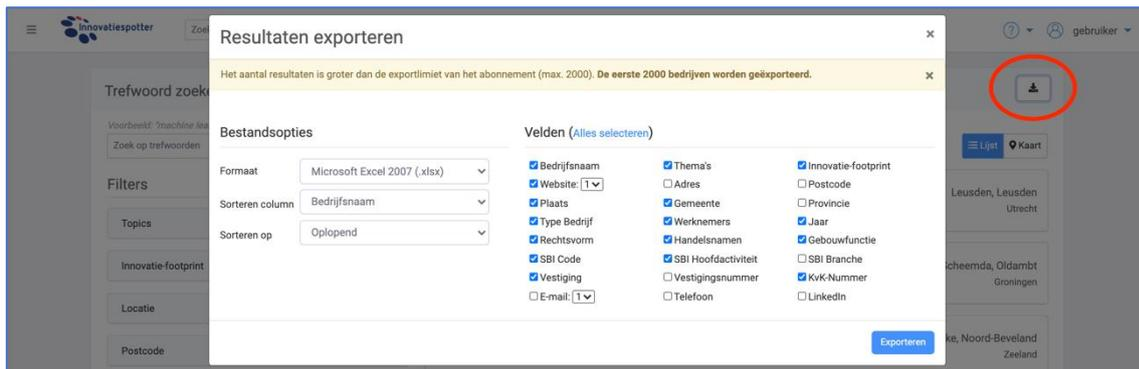 innovatiespotter
Zoe
gebruiker
Resultaten exporteren
Het aantal resultaten is groter dan de exportlimiet van het abonnement (max. 2000). De eerste 2000 bedrijven worden geëxporteerd.
Trefwoord zoeke
Voorbeeld: "machine lea
Zoek op trefwoorden
Lijst
Kaart
Filters
Topics
Innovatie-footprint
Locatie
Postcode
Bestandsopties
Formaat Microsoft Excel 2007 (.xlsx)
Sorteren column Bedrijfsnaam
Sorteren op Oplopend
Velden (Alles selecteren)
Bedrijfsnaam Thema's Innovatie-footprint
Website: 1 Adres Postcode
Plaats Gemeente Provincie
Type Bedrijf Werknemers Jaar
Rechtsvorm Handelsnamen Gebouwfunctie
SBI Code SBI Hoofdactiviteit SBI Branche
Vestiging Vestigingsnummer KvK-Nummer
E-mail: 1 Telefoon LinkedIn
Exporteren
Leusden, Leusden
Utrecht
Scheemda, Oldambt
Groningen
ke, Noord-Beveland
Zeeland